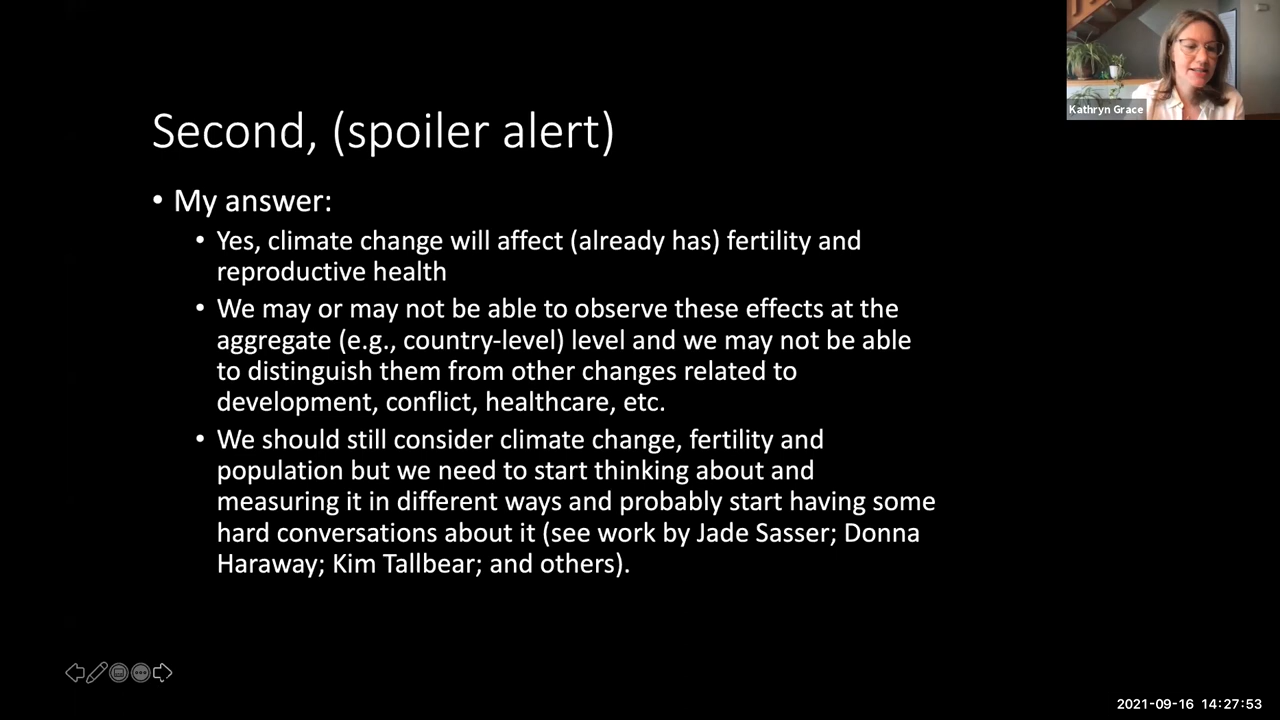 Kathryn Grace
Second, (spoiler alert)
• My answer:
• Yes, climate change will affect (already has) fertility and
reproductive health
• We may or may not be able to observe these effects at the
aggregate (e.g., country-level) level and we may not be able
to distinguish them from other changes related to
development, conflict, healthcare, etc.
• We should still consider climate change, fertility and
population but we need to start thinking about and
measuring it in different ways and probably start having some
hard conversations about it (see work by Jade Sasser; Donna
Haraway; Kim Tallbear; and others).
2021-09-16 14:27:53